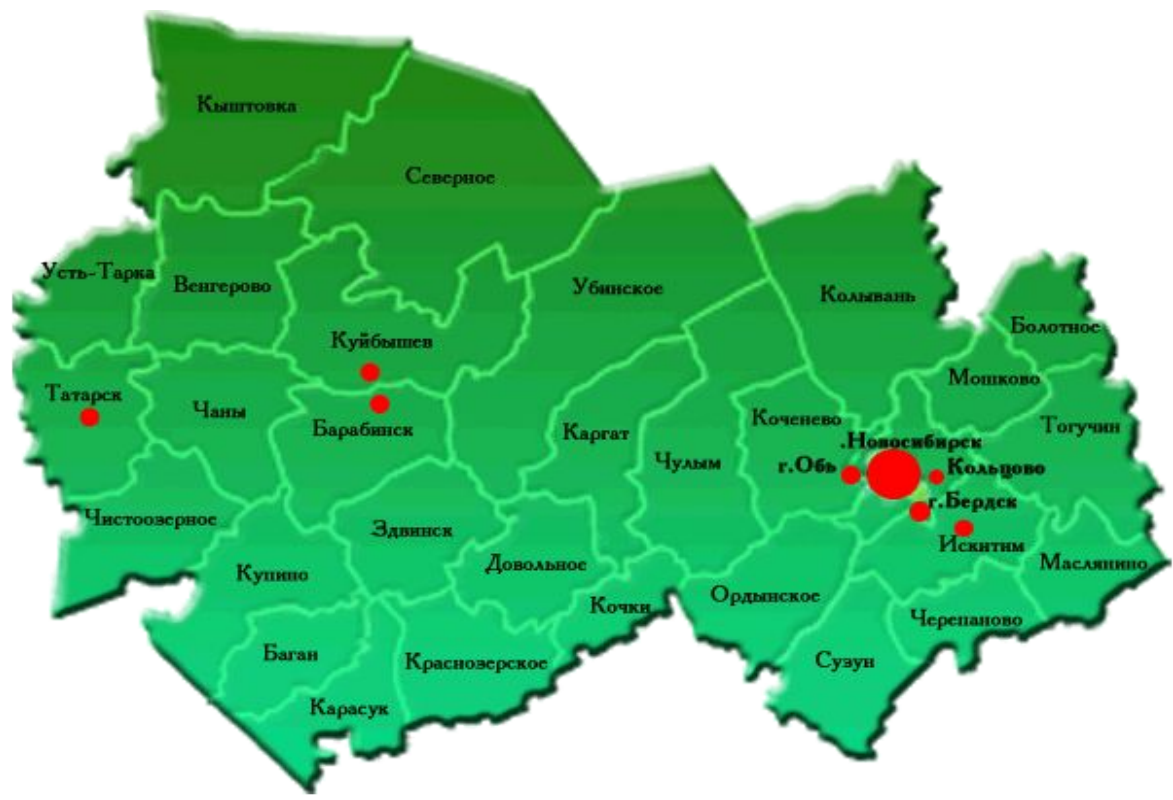 Кыштовка
Северное
Усть-Тарка
Венгерово
Убинское
Колывань
Болотное
Куйбышев
Мошково
Татарск
Чаны
Барабинск
Каргат
Коченево
Тогучин
.Новосибирск
Чулым
г.Обь
Кольцово
г.Бердск
Чистоозерное
Здвинск
Искитим
Довольное
Маслянино
Купино
Ордынское
Кочки
Черепаново
Баган
Краснозерское
Сузун
Карасук